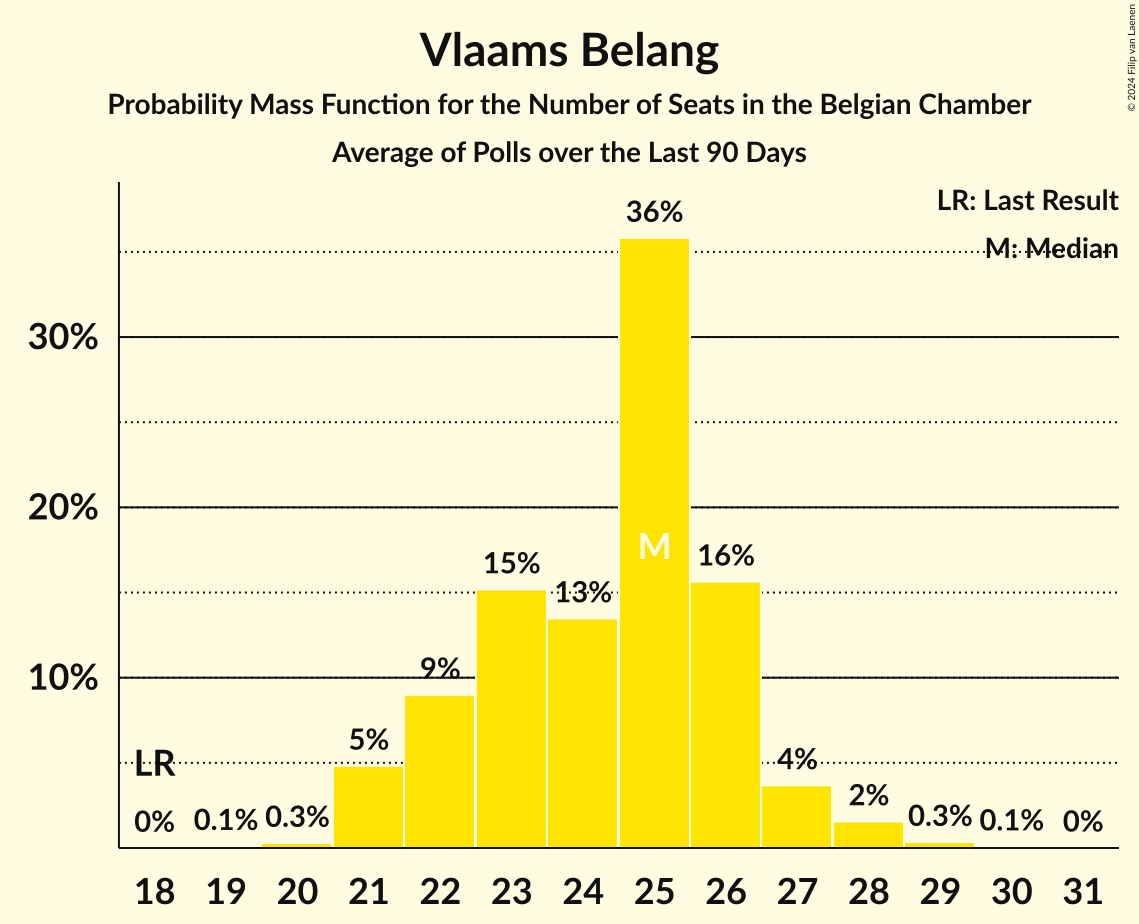 Vlaams Belang
Probability Mass Function for the Number of Seats in the Belgian Chamber
Average of Polls over the Last 90 Days
© 2024 Filip van Laenen
LR: Last Result
M: Median
36%
30%
20%
M
16%
15%
13%
10%
9%
5%
LR
4%
2%
0% 0.1% 0.3% 0.3% 0.1% 0%
18 19 20 21 22 23 24 25 26 27 28 29 30 31